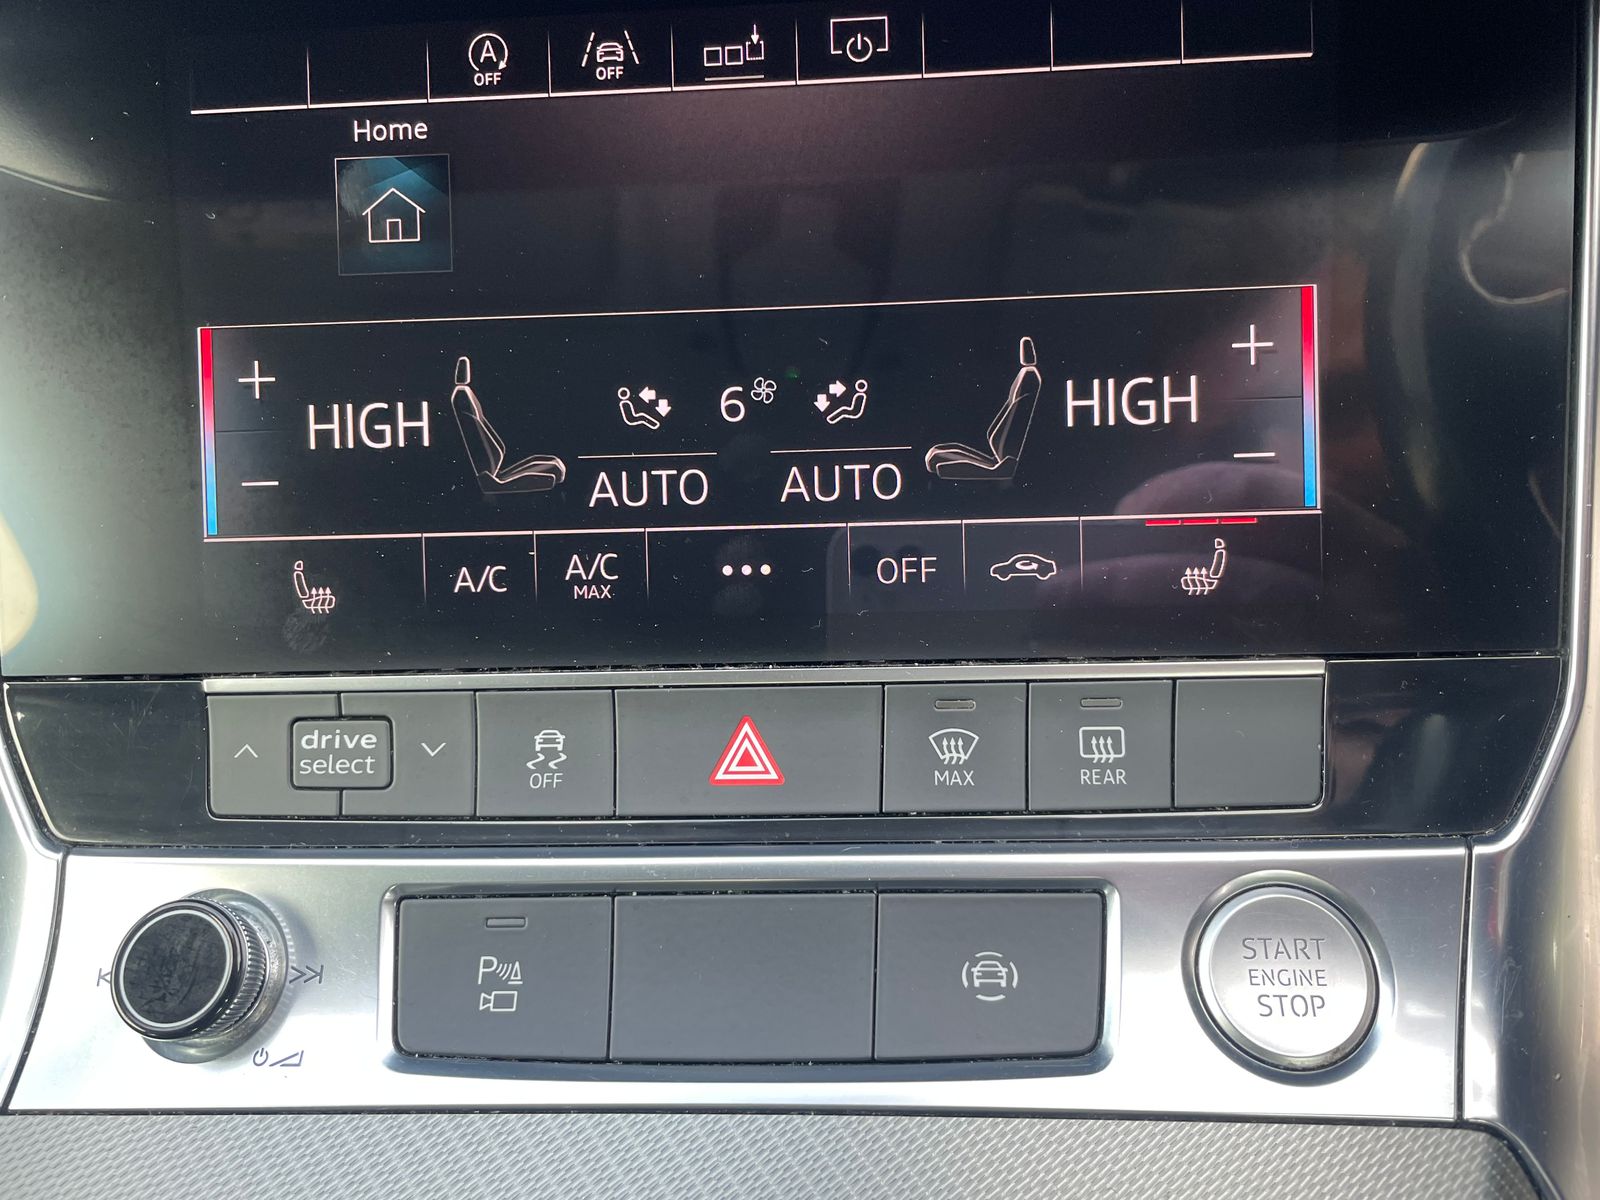 A
OFF
OFF
Home
HIGH
6
HIGH
AUTO
AUTO
A/C
A/C
MAX
OFF
drive
select
OFF
MAX
REAR
P
START
ENGINE
STOP